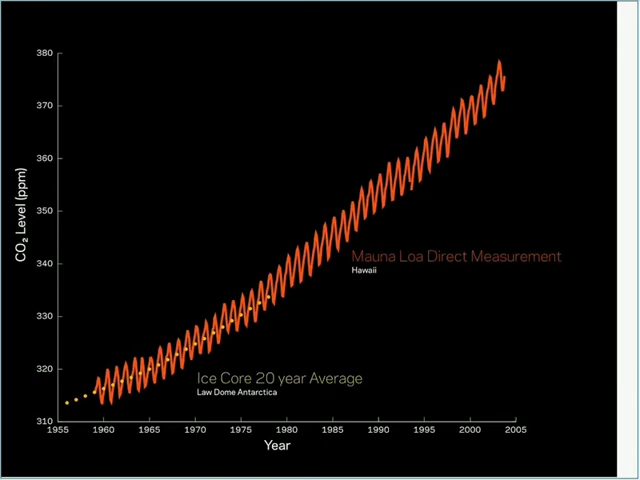 380
370
360
350
340
330
320
310
CO₂ Level (ppm)
Mauna Loa Direct Measurement
Hawaii
Ice Core 20 year Average
Law Dome Antarctica
1955 1960 1965 1970 1975 1980 1985 1990 1995 2000 2005
Year